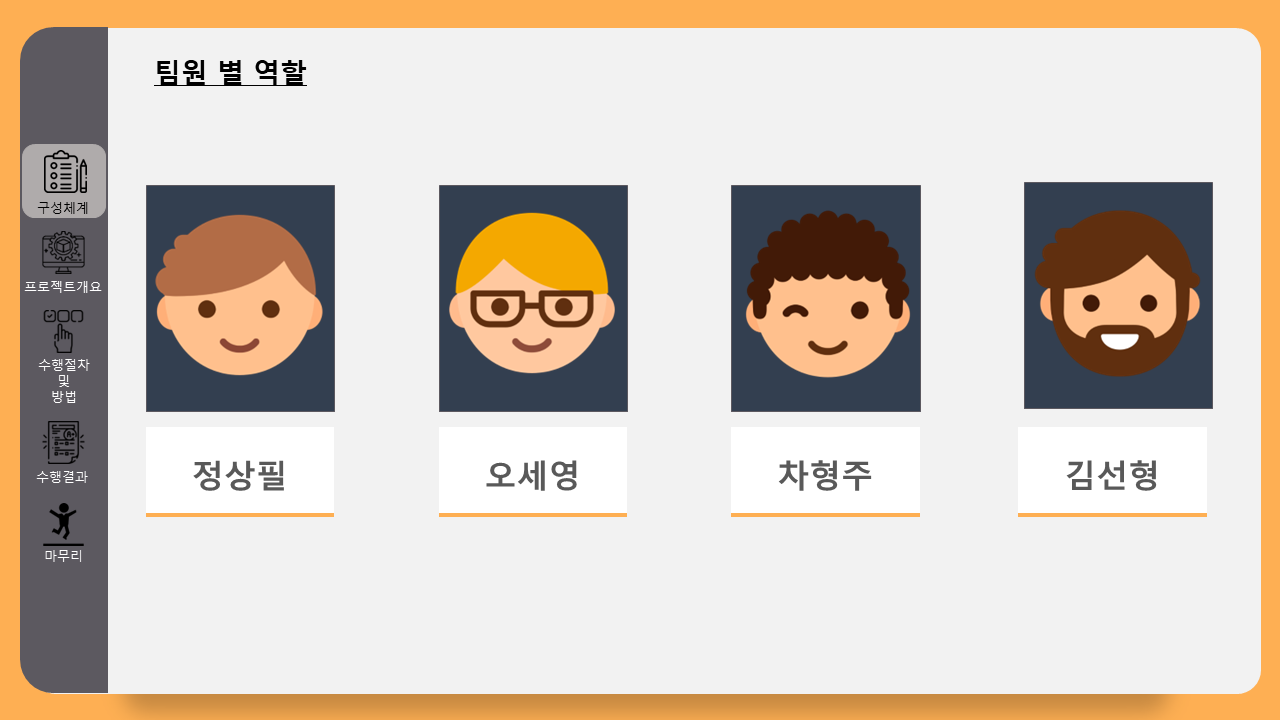 팀원 별 역할
구성체계
프로젝트개요
수행절차
및
방법
수행결과
마무리
정상필
오세영
차형주
김선형